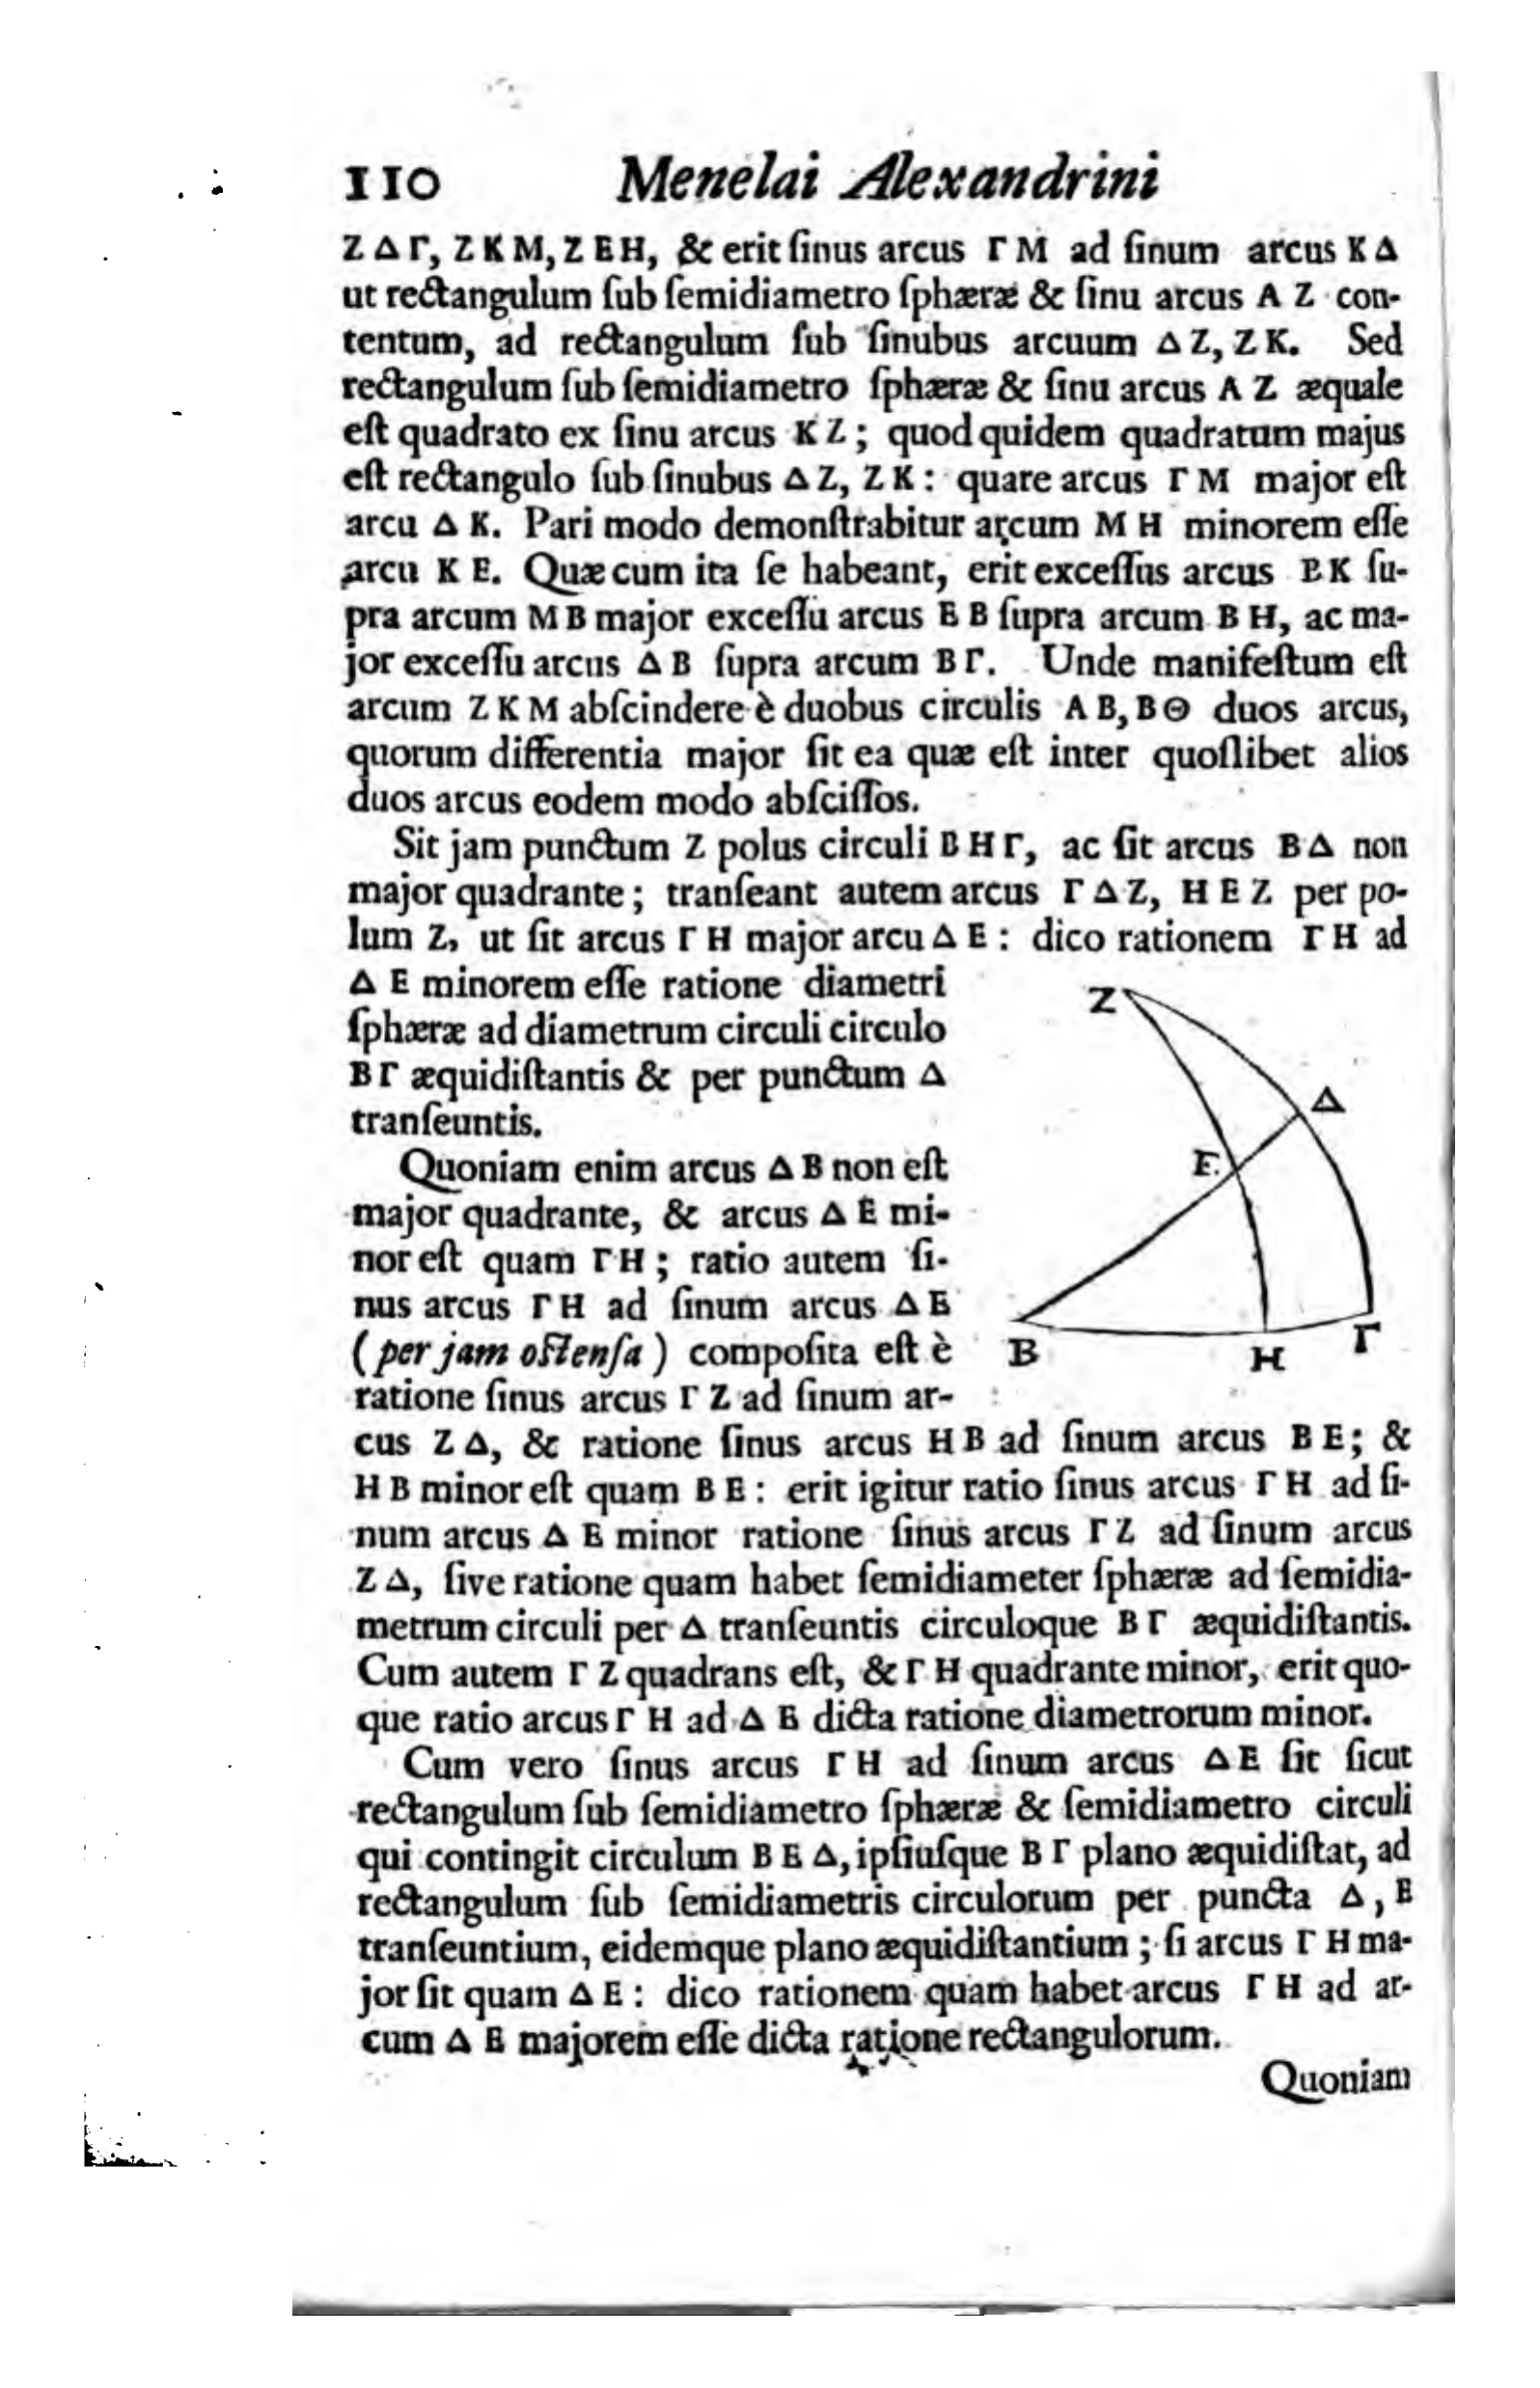 110 Menelai Alexandrini
Ζ Δ Γ, Ζ Κ Μ, Ζ Ε Η, & erit ſinus arcus Γ Μ ad ſinum arcus Κ Δ
ut rectangulum ſub ſemidiametro ſphæræ & ſinu arcus Α Ζ con-
tentum, ad rectangulum ſub ſinubus arcuum Δ Ζ, Ζ Κ. Sed
rectangulum ſub ſemidiametro ſphæræ & ſinu arcus Α Ζ æquale
eſt quadrato ex ſinu arcus Κ Ζ; quod quidem quadratum majus
eſt rectangulo ſub ſinubus Δ Ζ, Ζ Κ: quare arcus Γ Μ major eſt
arcu Δ Κ. Pari modo demonſtrabitur arcum Μ Η minorem eſſe
arcu Κ Ε. Quæ cum ita ſe habeant, erit exceſſus arcus Β Κ ſu-
pra arcum Μ Β major exceſſu arcus Ε Β ſupra arcum Β Η, ac ma-
jor exceſſu arcus Δ Β ſupra arcum Β Γ. Unde manifeſtum eſt
arcum Ζ Κ Μ abſcindere è duobus circulis Α Β, Β Θ duos arcus,
quorum differentia major ſit ea quæ eſt inter quoſlibet alios
duos arcus eodem modo abſciſſos.
Sit jam punctum Ζ polus circuli Β Η Γ, ac ſit arcus Β Δ non
major quadrante; tranſeant autem arcus Γ Δ Ζ, Η Ε Ζ per po-
lum Ζ, ut ſit arcus Γ Η major arcu Δ Ε: dico rationem Γ Η ad
Δ Ε minorem eſſe ratione diametri
ſphæræ ad diametrum circuli circulo
Β Γ æquidiſtantis & per punctum Δ
tranſeuntis.
Quoniam enim arcus Δ Β non eſt
major quadrante, & arcus Δ Ε mi-
nor eſt quam Γ Η; ratio autem ſi-
nus arcus Γ Η ad ſinum arcus Δ Ε
(per jam oſtenſa) compoſita eſt è
ratione ſinus arcus Γ Ζ ad ſinum ar-
Ζ
Δ
Ε
Β
Η
Γ
cus Ζ Δ, & ratione ſinus arcus Η Β ad ſinum arcus Β Ε; &
Η Β minor eſt quam Β Ε: erit igitur ratio ſinus arcus Γ Η ad ſi-
num arcus Δ Ε minor ratione ſinus arcus Γ Ζ ad ſinum arcus
Ζ Δ, ſive ratione quam habet ſemidiameter ſphæræ ad ſemidia-
metrum circuli per Δ tranſeuntis circuloque Β Γ æquidiſtantis.
Cum autem Γ Ζ quadrans eſt, & Γ Η quadrante minor, erit quo-
que ratio arcus Γ Η ad Δ Ε dicta ratione diametrorum minor.
Cum vero ſinus arcus Γ Η ad ſinum arcus Δ Ε ſit ſicut
rectangulum ſub ſemidiametro ſphæræ & ſemidiametro circuli
qui contingit circulum Β Ε Δ, ipſiuſque Β Γ plano æquidiſtat, ad
rectangulum ſub ſemidiametris circulorum per puncta Δ, Ε
tranſeuntium, eidemque plano æquidiſtantium; ſi arcus Γ Η ma-
jor ſit quam Δ Ε: dico rationem quam habet arcus Γ Η ad ar-
cum Δ Ε majorem eſſe dicta ratione rectangulorum.
Quoniam